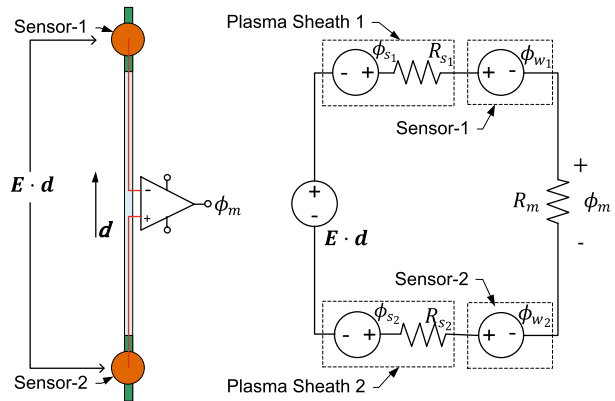 Sensor-1
E · d
d
-
+
ϕm
Sensor-2
Plasma Sheath 1
ϕs1
Rs1
ϕw1
- +
+ -
Sensor-1
+
-
E · d
Rm
+
ϕm
-
Sensor-2
ϕs2
Rs2
ϕw2
- +
+ -
Plasma Sheath 2